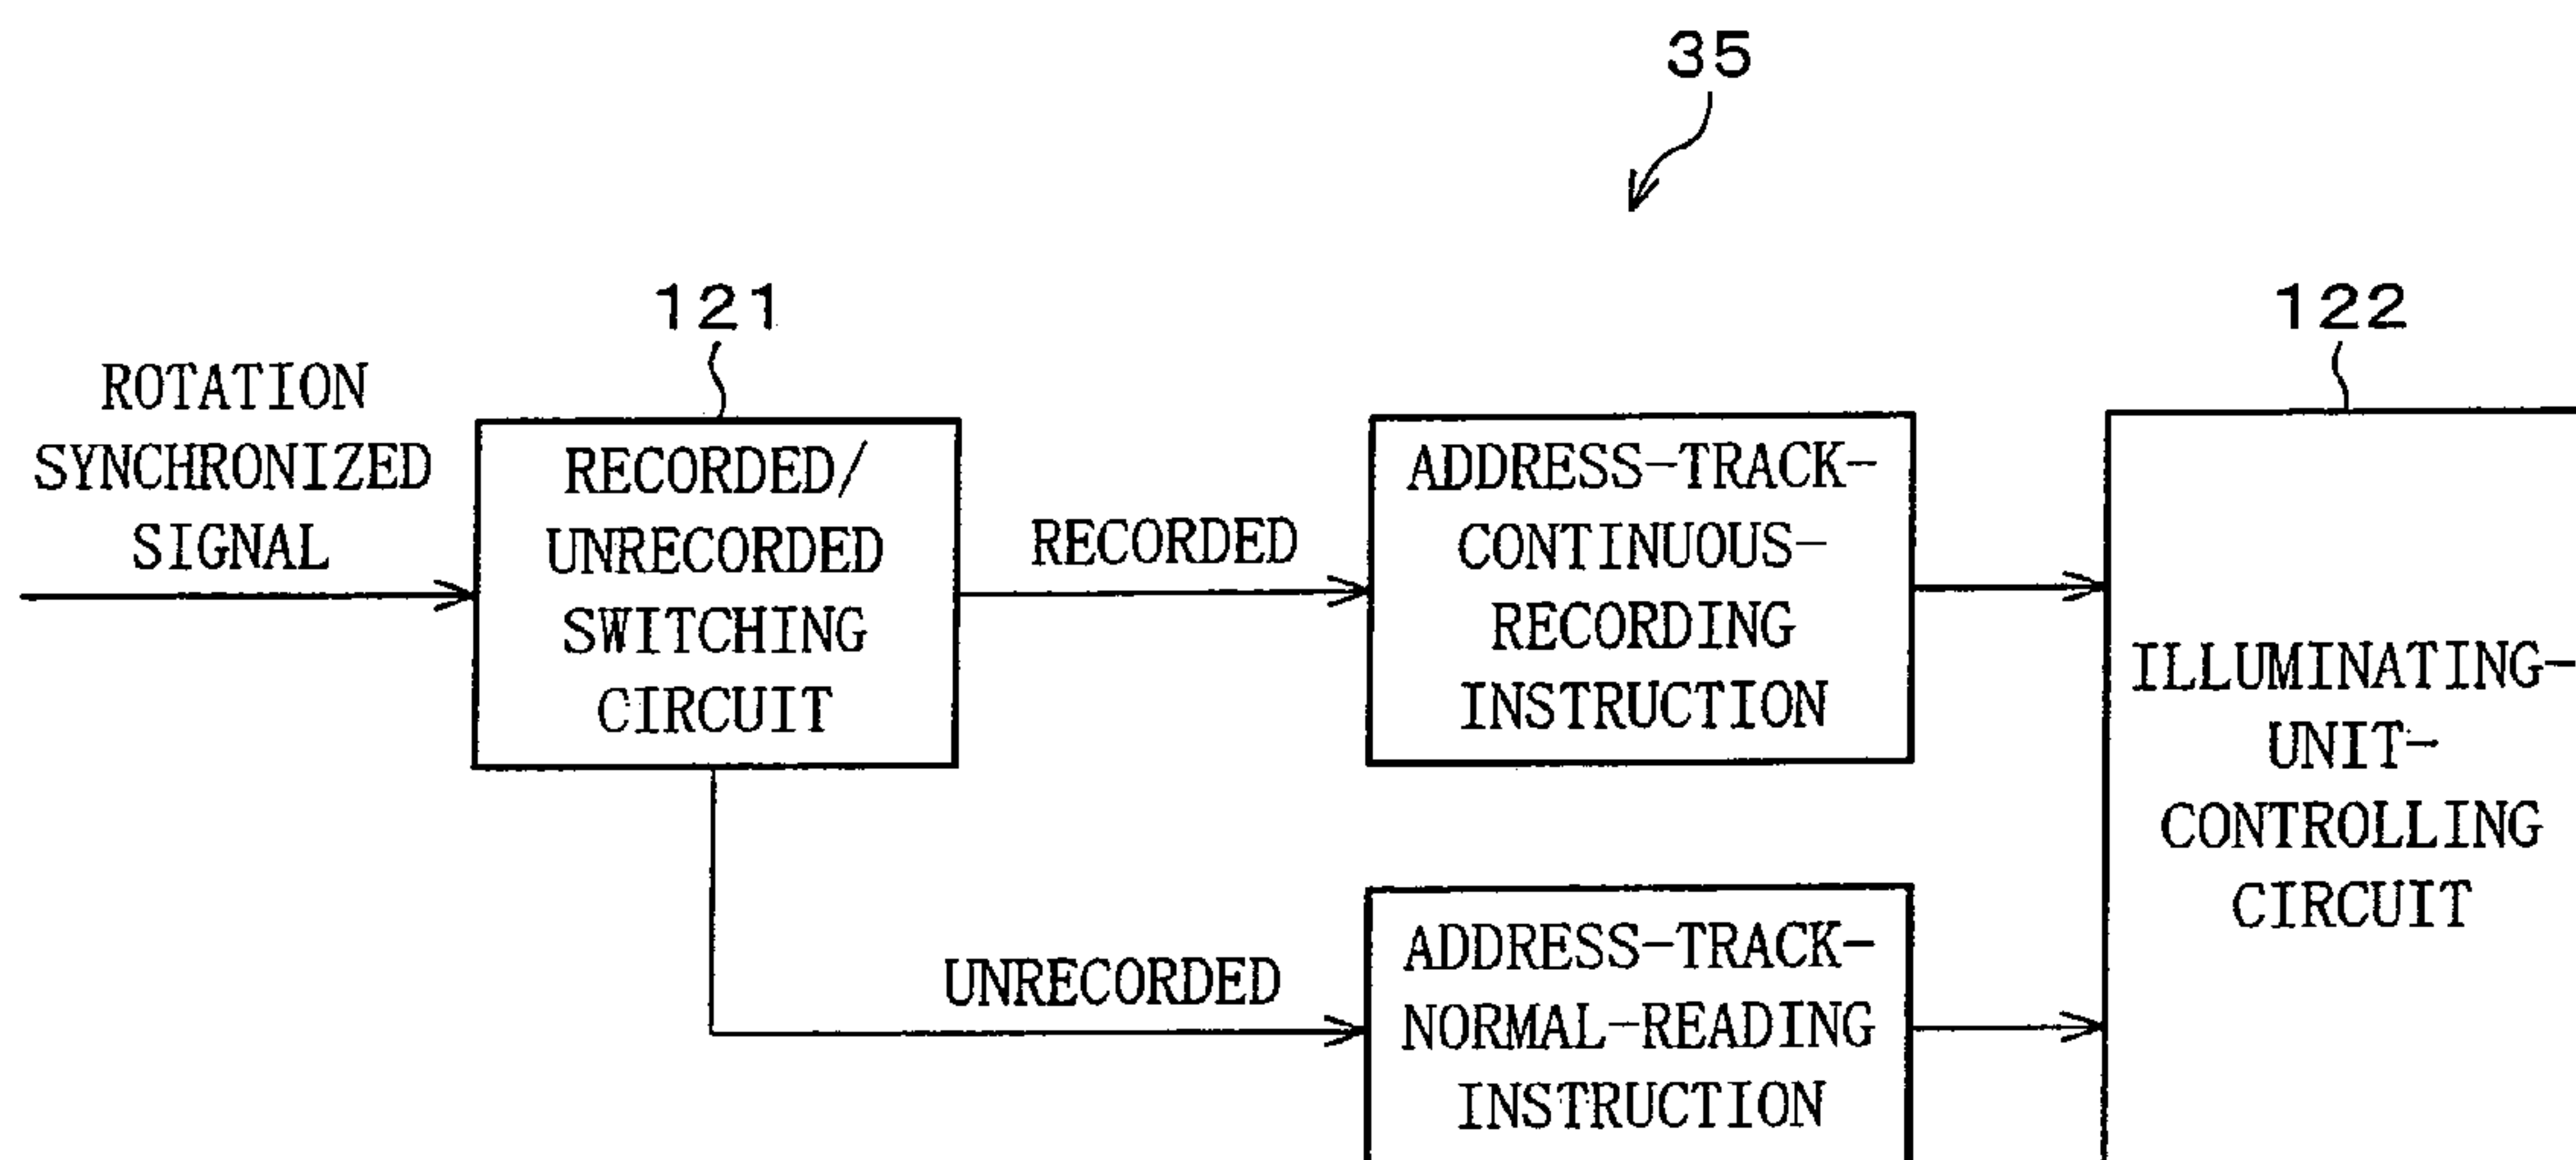 35
121
122
ROTATION
SYNCHRONIZED
SIGNAL
RECORDED/
UNRECORDED
SWITCHING
CIRCUIT
RECORDED
ADDRESS-TRACK-
CONTINUOUS-
RECORDING
INSTRUCTION
ILLUMINATING-
UNIT-
CONTROLLING
CIRCUIT
UNRECORDED
ADDRESS-TRACK-
NORMAL-READING
INSTRUCTION